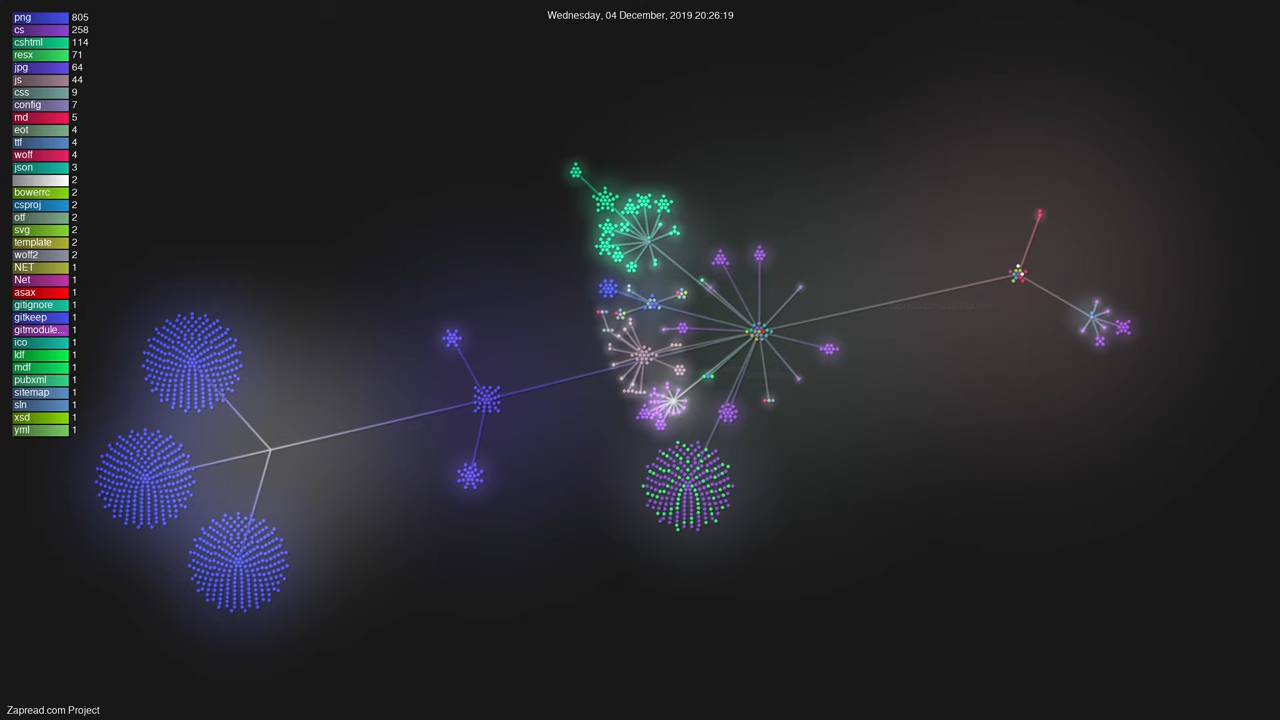 Wednesday, 04 December, 2019 20:26:19
png 805
cs 258
cshtml 114
resx 71
jpg 64
js 44
css 9
config 7
md 5
eot 4
ttf 4
woff 4
json 3
2
bowerrc 2
csproj 2
otf 2
svg 2
template 2
woff2 2
NET 1
Net 1
asax 1
gitignore 1
gitkeep 1
gitmodule... 1
ico 1
ldf 1
mdf 1
pubxml 1
sitemap 1
sln 1
xsd 1
yml 1
Zapread.com Project